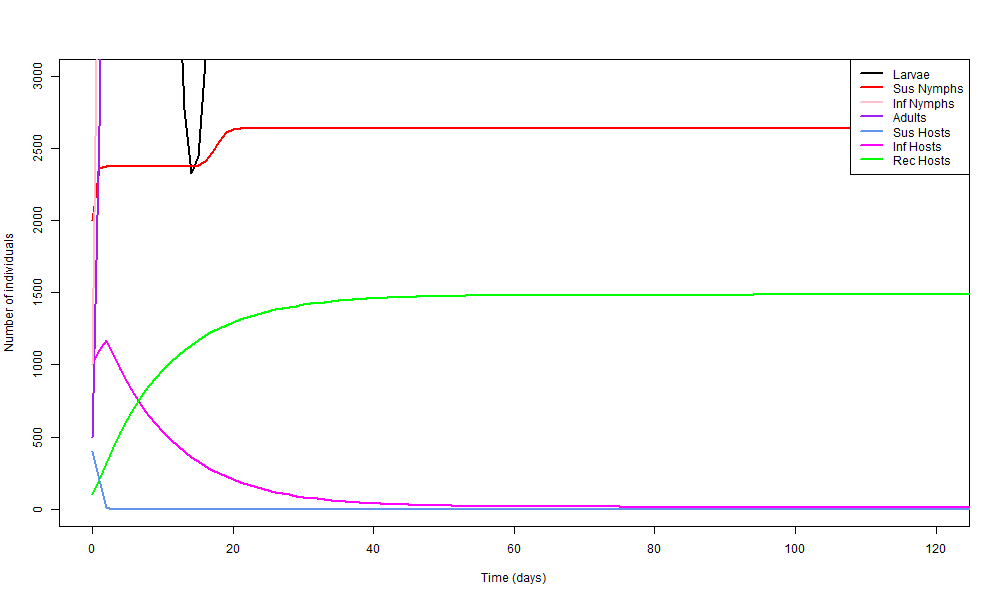 Number of individuals
3000
2500
2000
1500
1000
500
0
Larvae
Sus Nymphs
Inf Nymphs
Adults
Sus Hosts
Inf Hosts
Rec Hosts
0 20 40 60 80 100 120
Time (days)